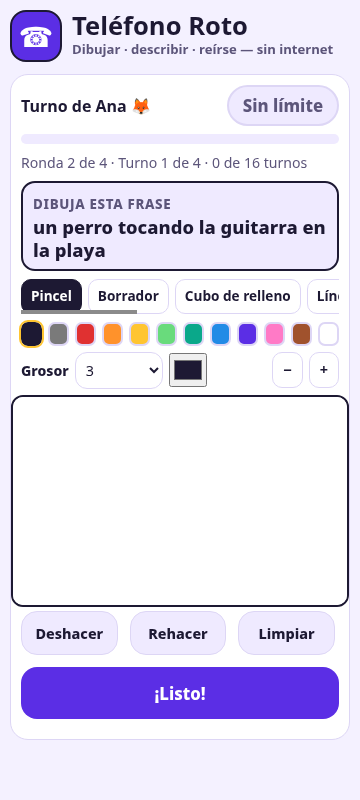 Teléfono Roto
Dibujar · describir · reírse — sin internet
Turno de Ana 🦊
Sin límite
Ronda 2 de 4 · Turno 1 de 4 · 0 de 16 turnos
DIBUJA ESTA FRASE
un perro tocando la guitarra en
la playa
Pincel
Borrador
Cubo de relleno
Grosor
3
−
+
Deshacer
Rehacer
Limpiar
¡Listo!